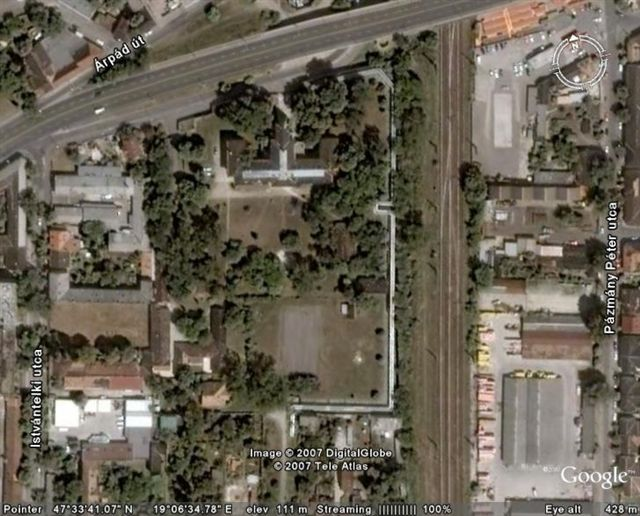 Árpád út
N
Pázmány Péter utca
Istvántelki utca
Image © 2007 DigitalGlobe
© 2007 Tele Atlas
Google™
Pointer 47°33'41.07" N 19°06'34.78" E elev 111 m Streaming |||||||||| 100% Eye alt 428 m